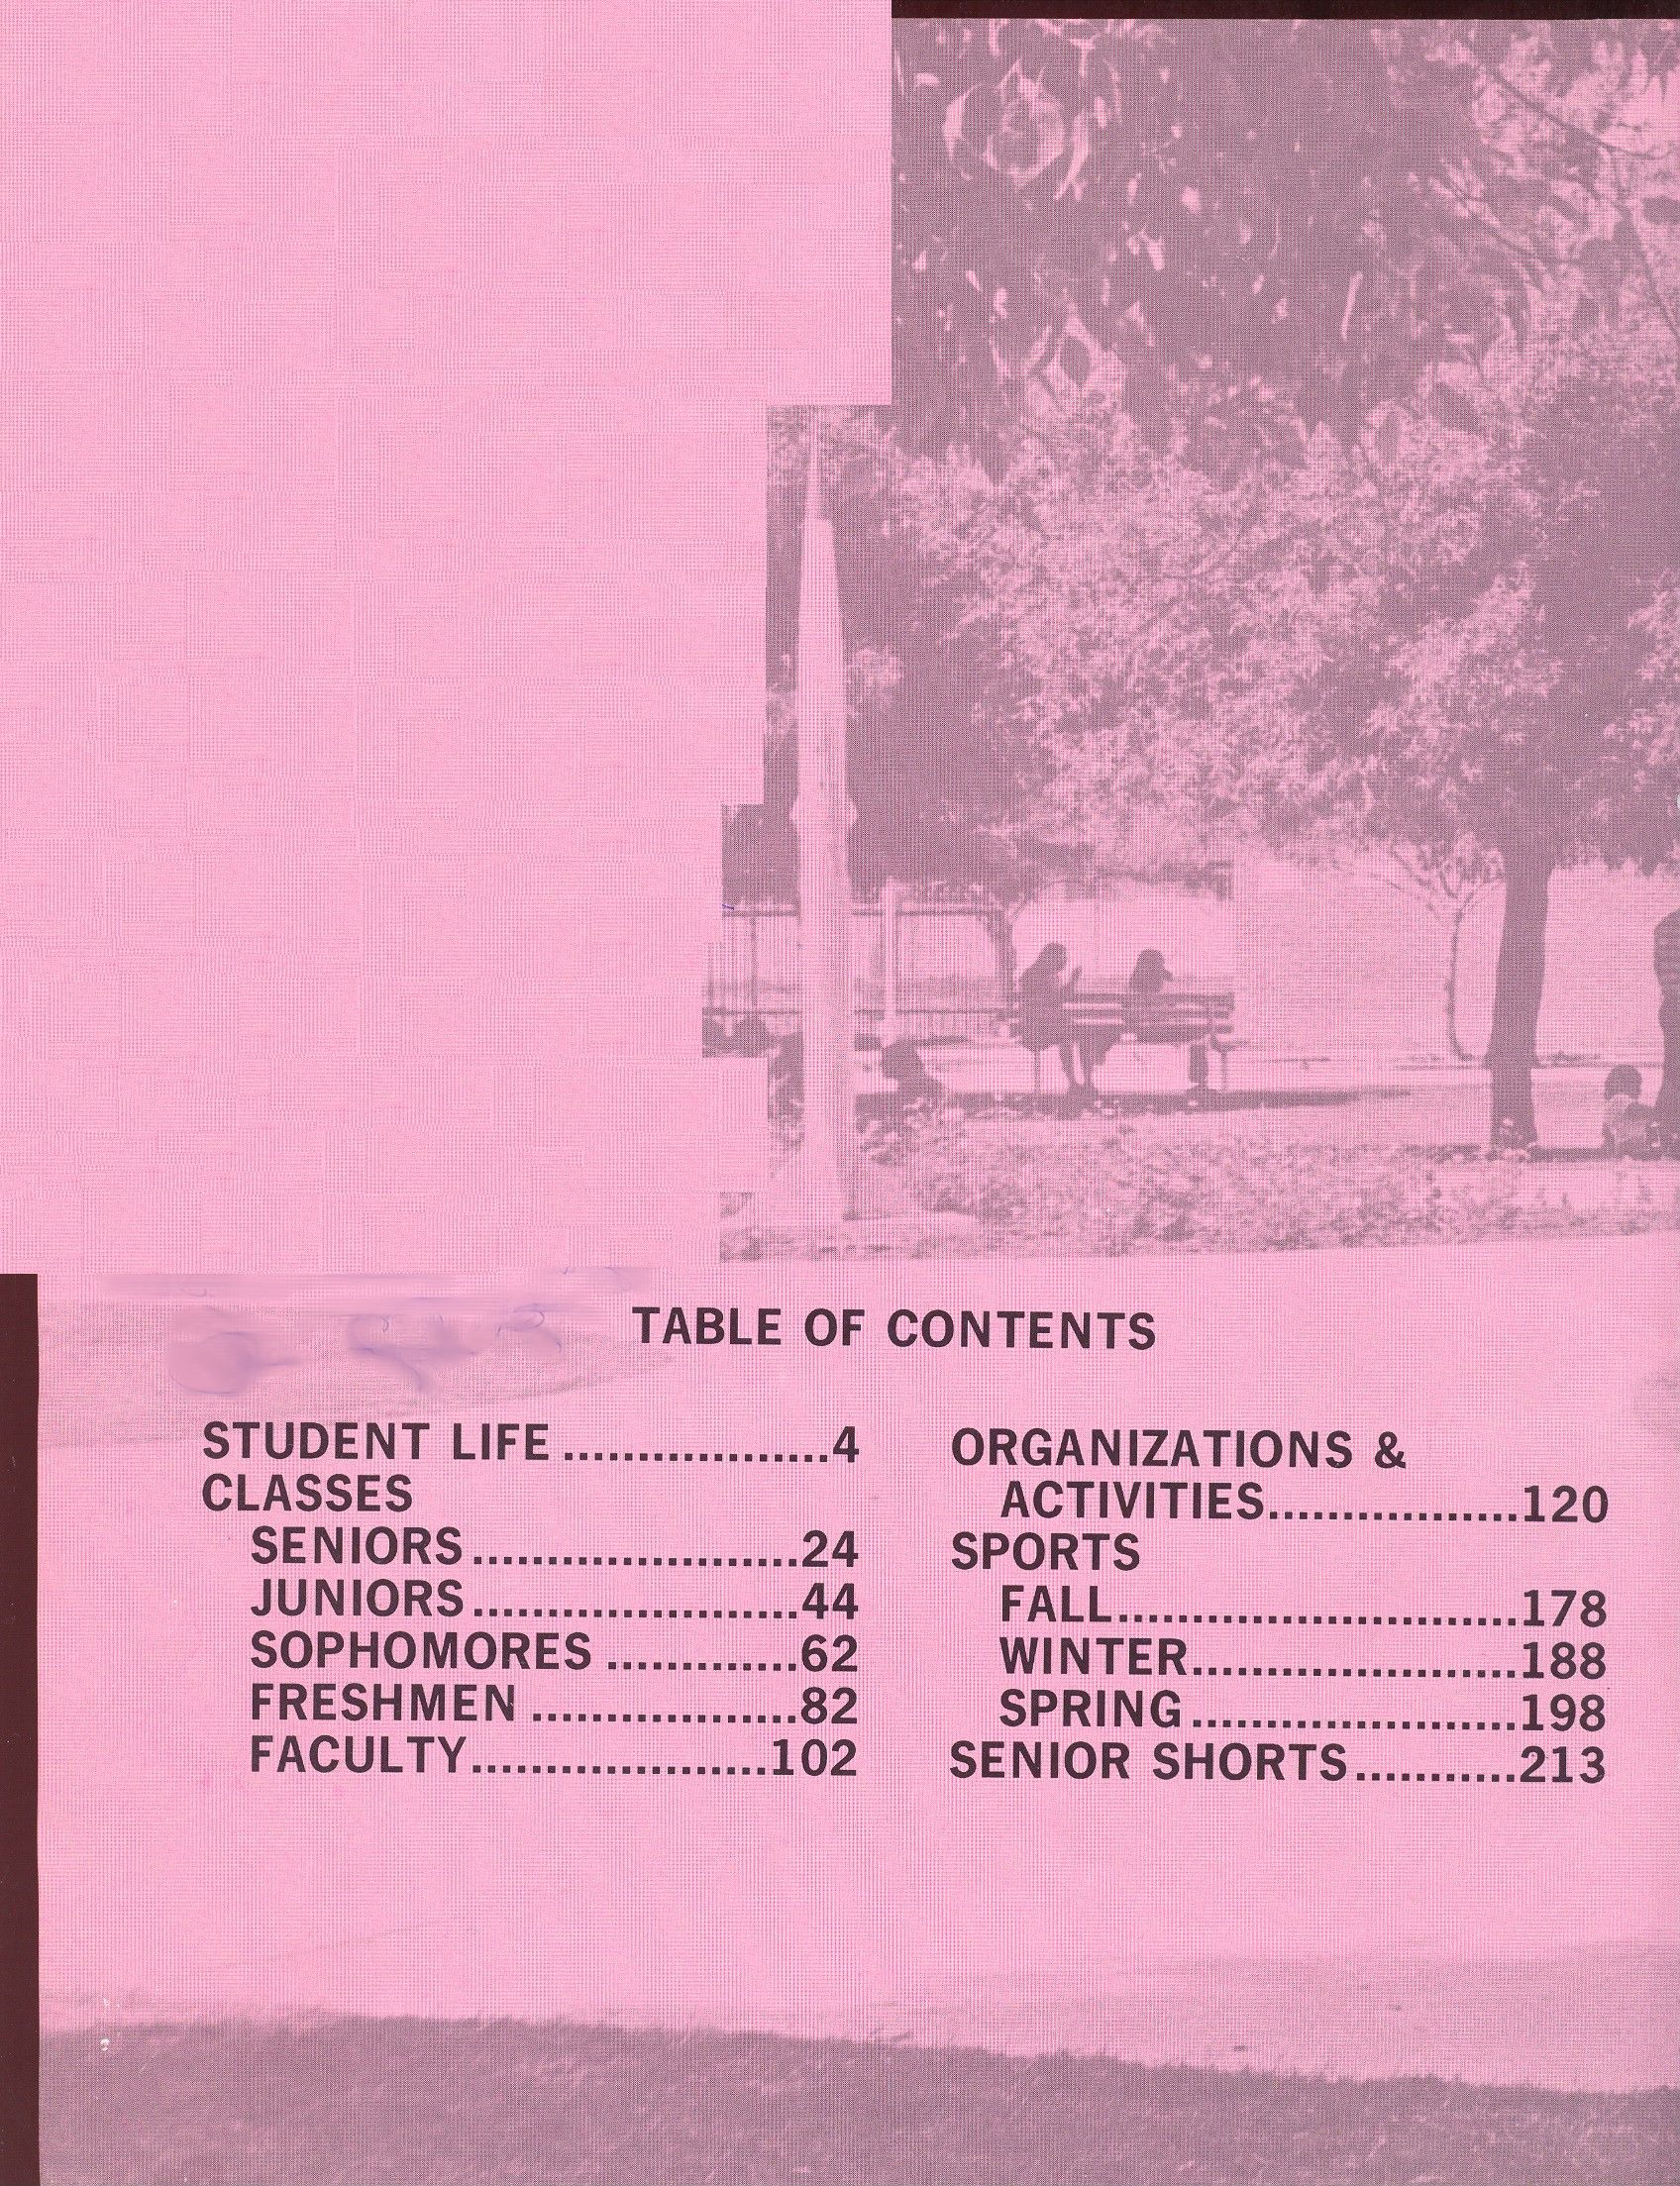 TABLE OF CONTENTS
STUDENT LIFE..................4
CLASSES
SENIORS......................24
JUNIORS......................44
SOPHOMORES.............62
FRESHMEN..................82
FACULTY....................102
ORGANIZATIONS &
ACTIVITIES.................120
SPORTS
FALL...........................178
WINTER......................188
SPRING......................198
SENIOR SHORTS...........213